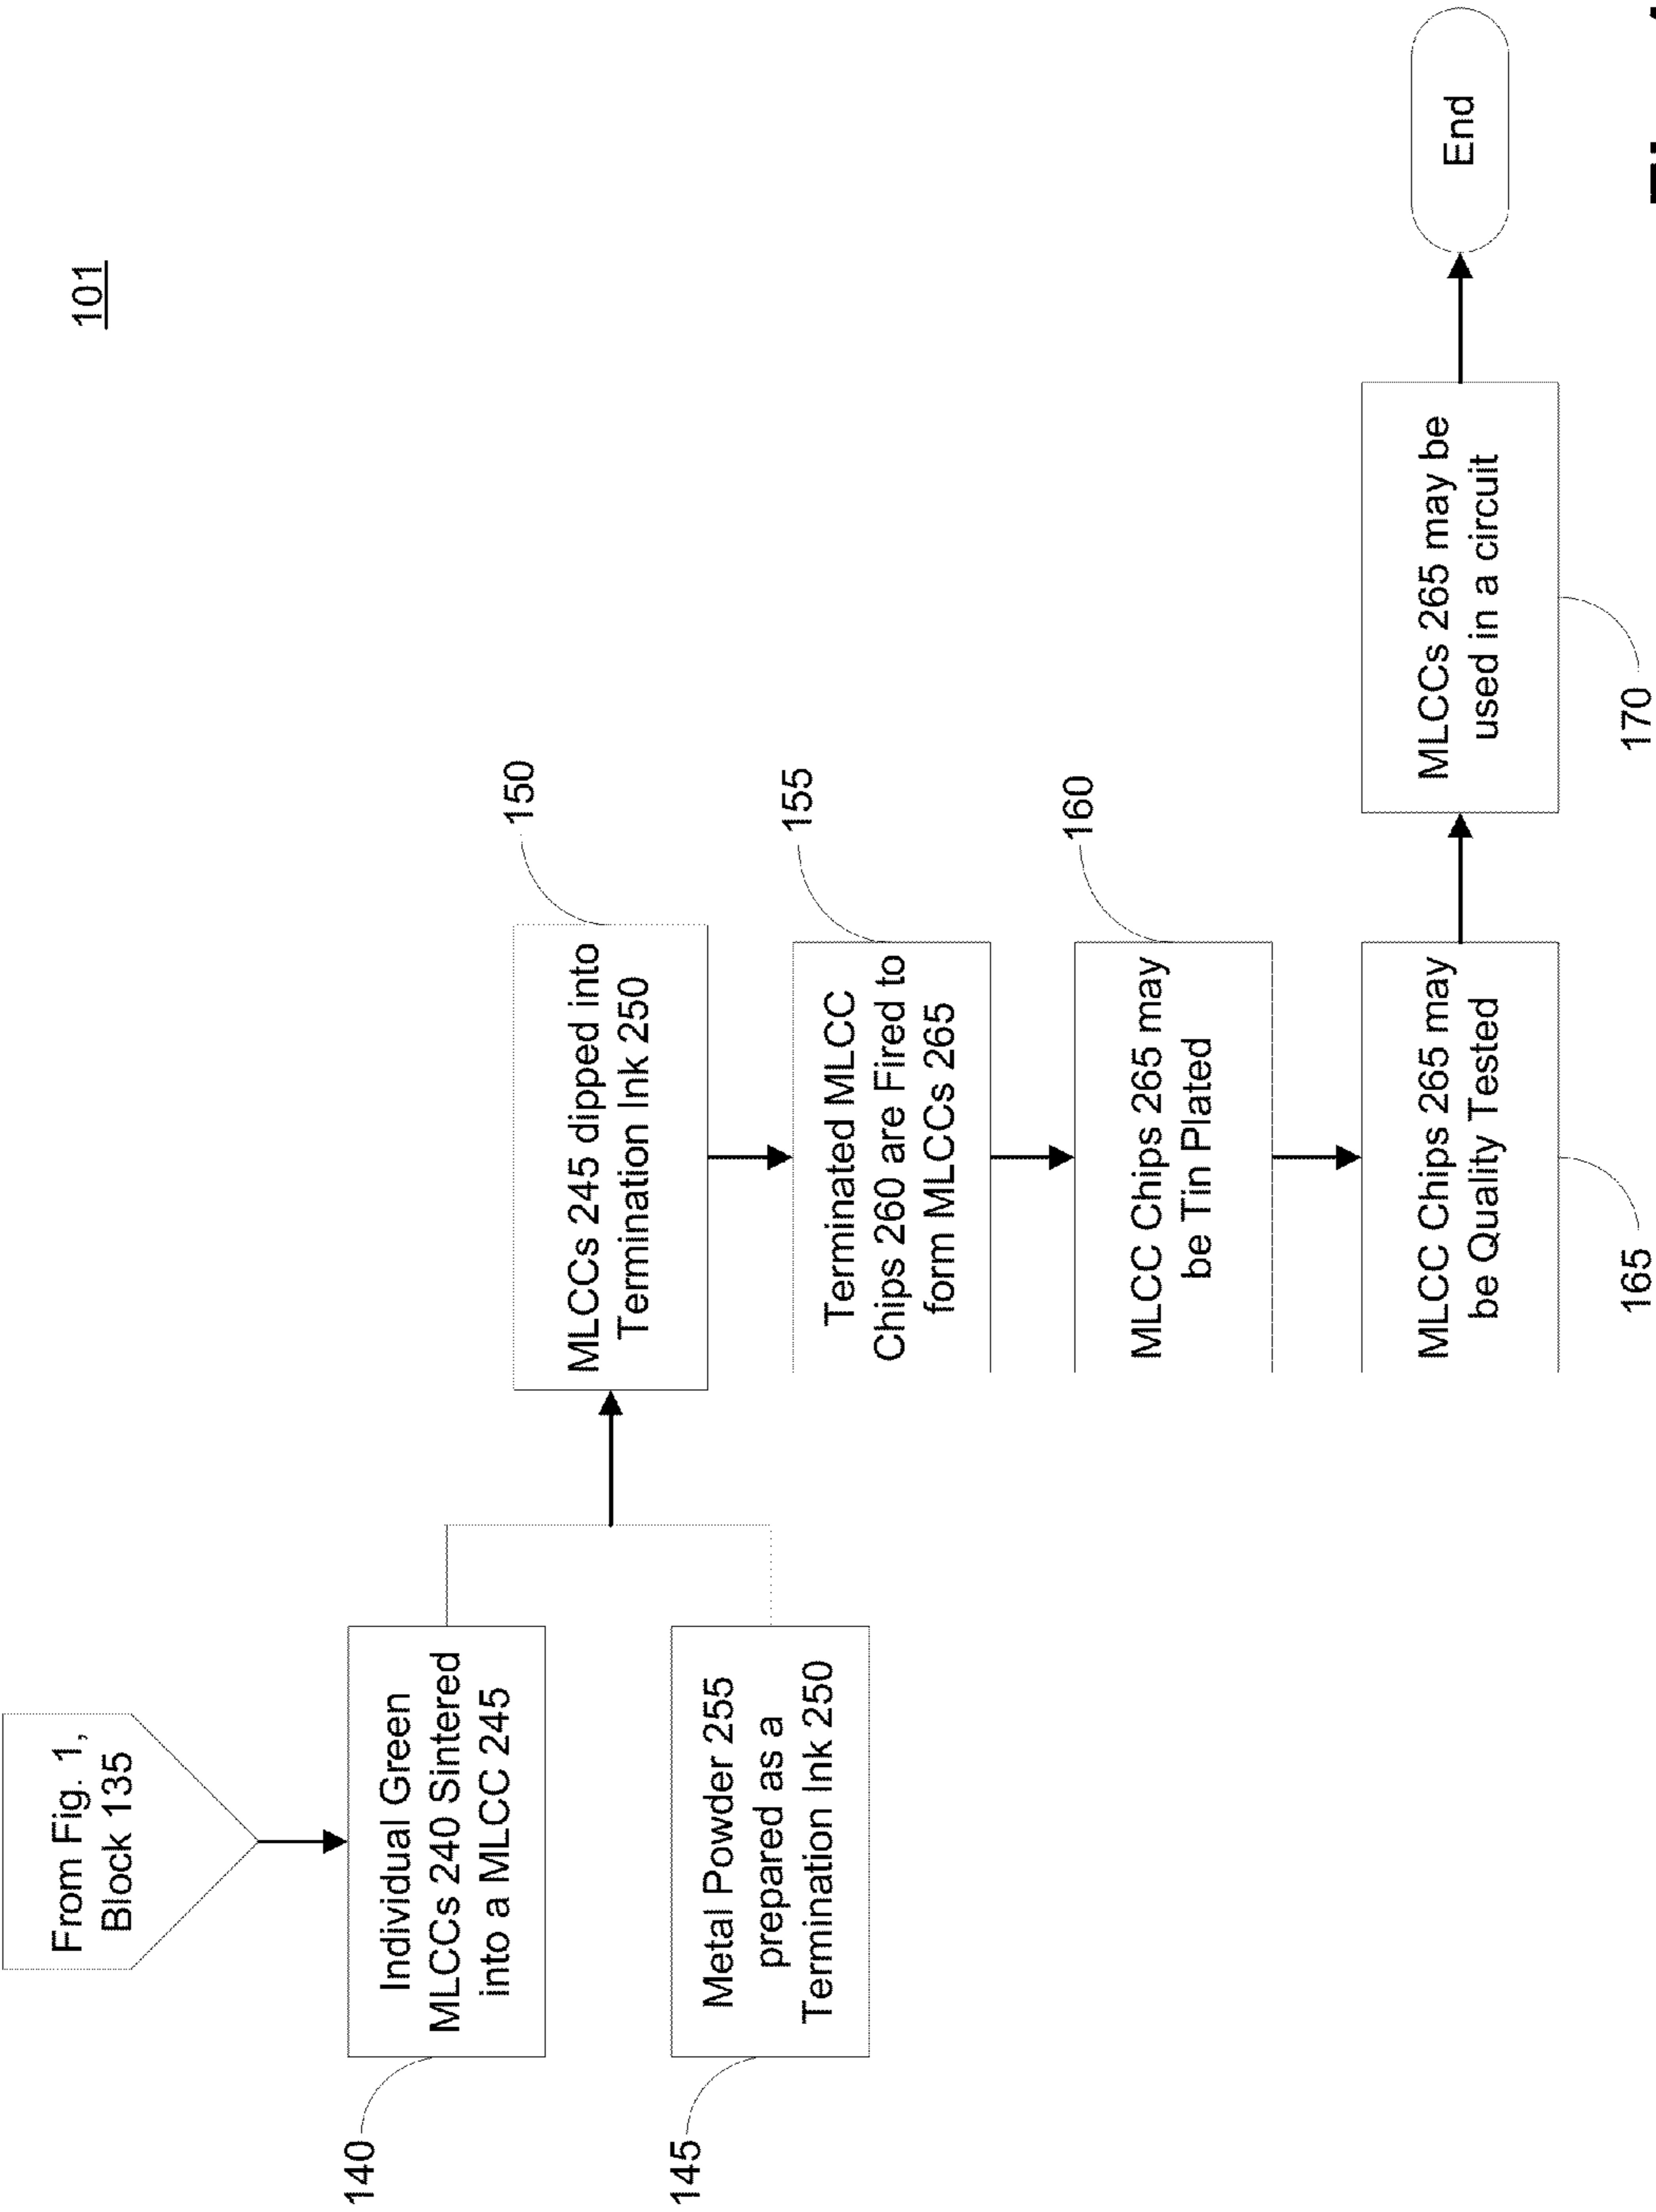 101
From Fig. 1,
Block 135
140
Individual Green
MLCCs 240 Sintered
into a MLCC 245
145
Metal Powder 255
prepared as a
Termination Ink 250
150
MLCCs 245 dipped into
Termination Ink 250
155
Terminated MLCC
Chips 260 are Fired to
form MLCCs 265
160
MLCC Chips 265 may
be Tin Plated
165
MLCC Chips 265 may
be Quality Tested
170
MLCCs 265 may be
used in a circuit
End